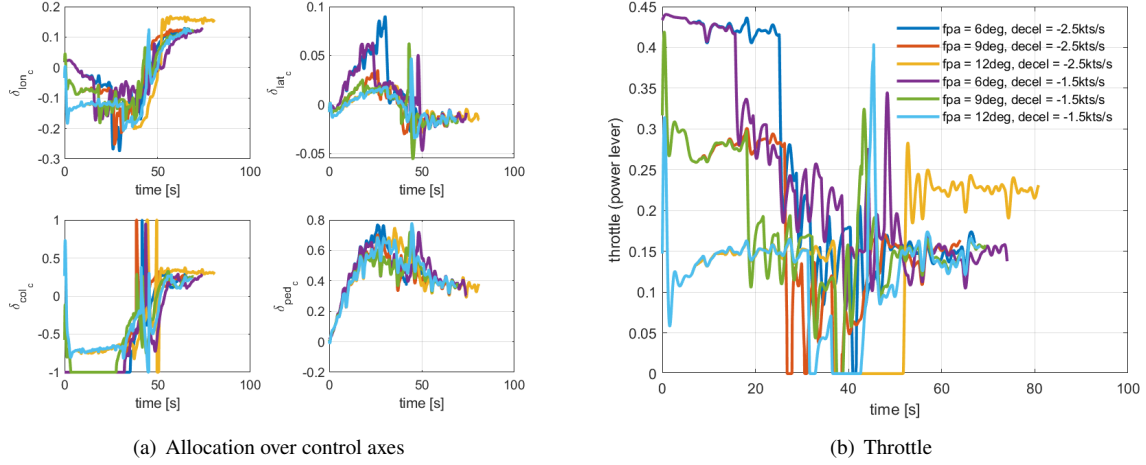 0.2
0.1
0
-0.1
-0.2
-0.3
0
50
100
time [s]
δlon_c
0.1
0.05
0
-0.05
0
50
100
time [s]
δlat_c
1
0.5
0
-0.5
-1
0
50
100
time [s]
δcol_c
0.8
0.6
0.4
0.2
0
-0.2
0
50
100
time [s]
δped_c
(a) Allocation over control axes
0.45
0.4
0.35
0.3
0.25
0.2
0.15
0.1
0.05
0
throttle (power lever)
fpa = 6deg, decel = -2.5kts/s
fpa = 9deg, decel = -2.5kts/s
fpa = 12deg, decel = -2.5kts/s
fpa = 6deg, decel = -1.5kts/s
fpa = 9deg, decel = -1.5kts/s
fpa = 12deg, decel = -1.5kts/s
0
20
40
60
80
100
time [s]
(b) Throttle